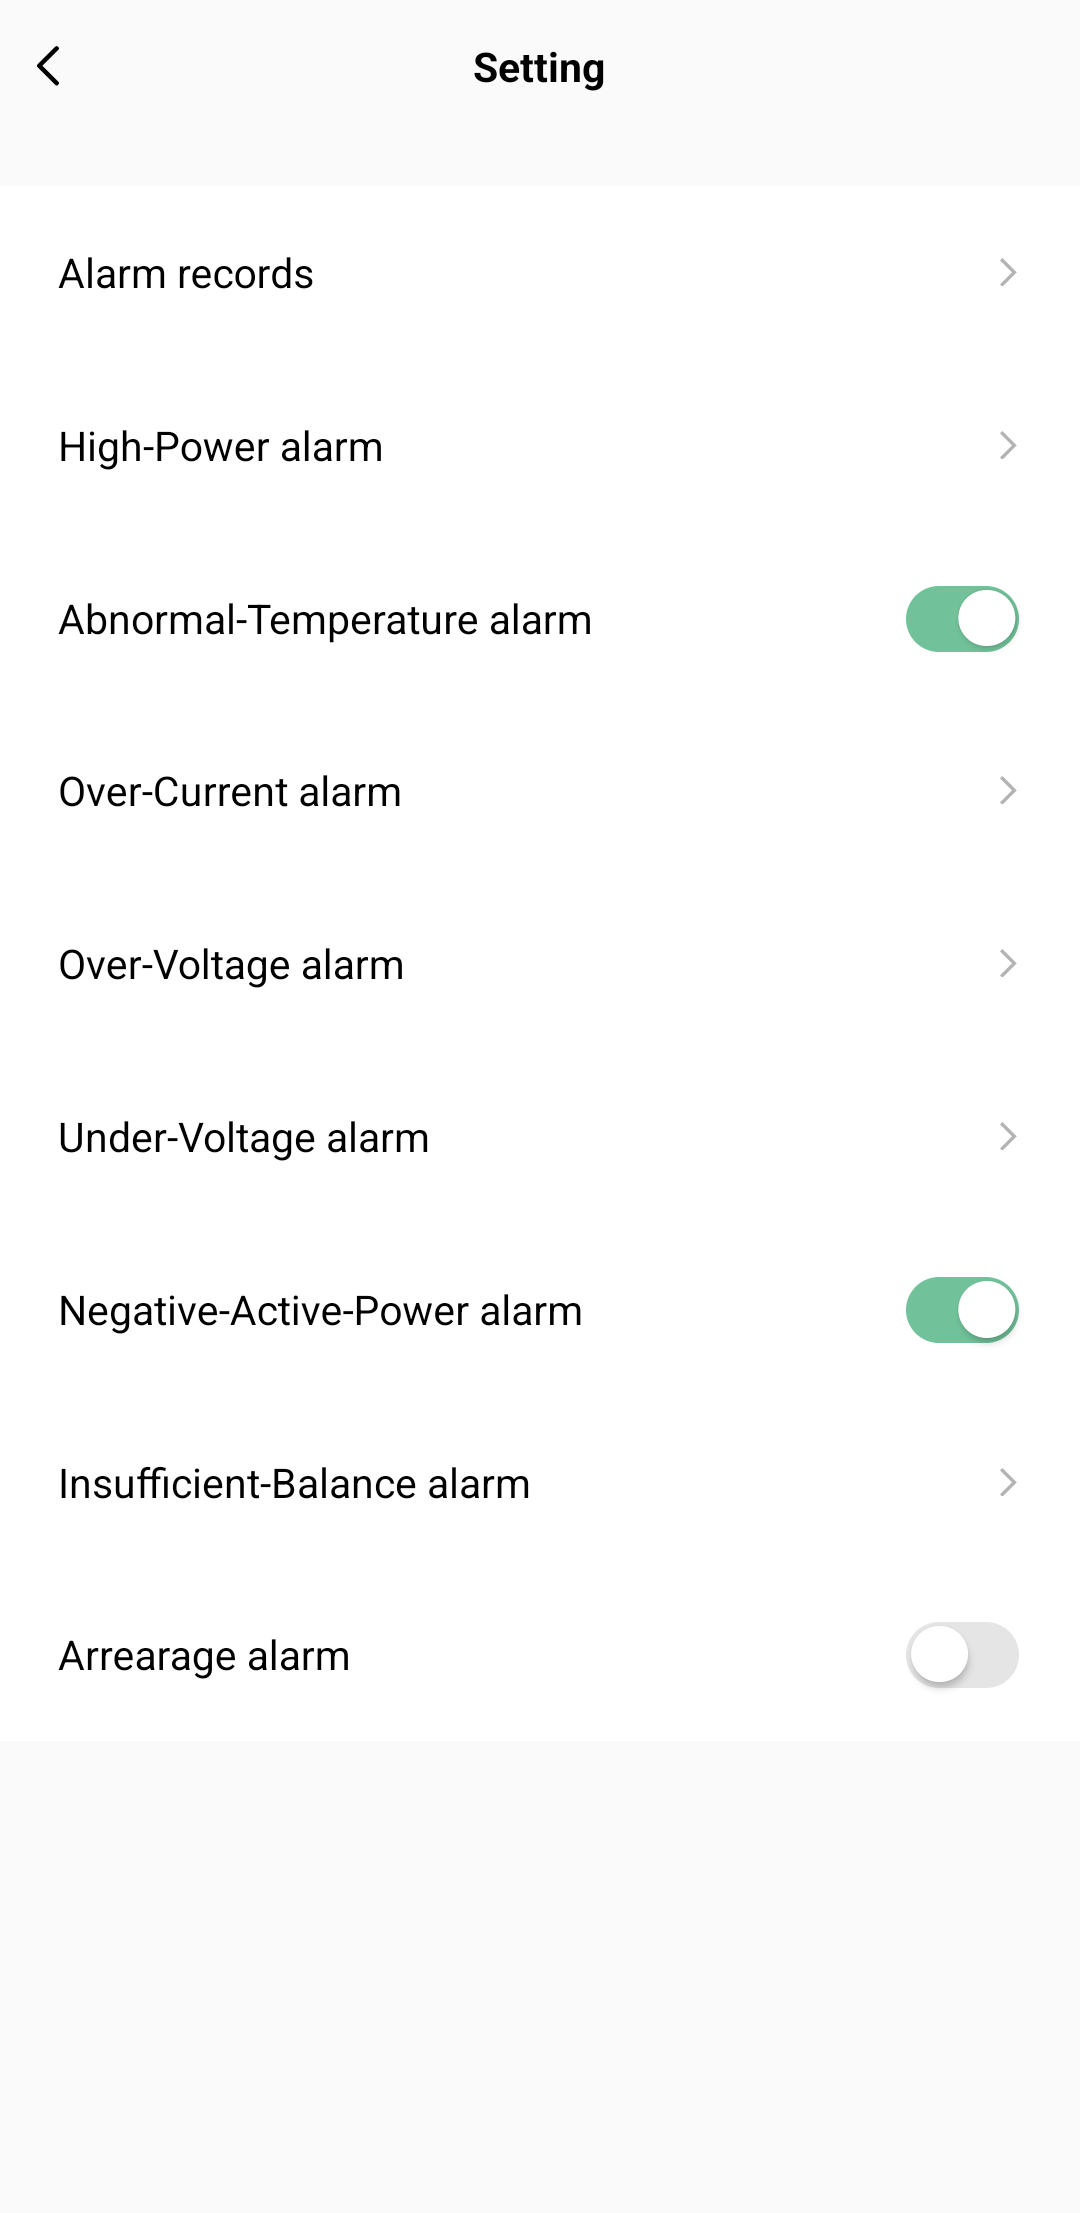 Setting
Alarm records
High-Power alarm
Abnormal-Temperature alarm
Over-Current alarm
Over-Voltage alarm
Under-Voltage alarm
Negative-Active-Power alarm
Insufficient-Balance alarm
Arrearage alarm